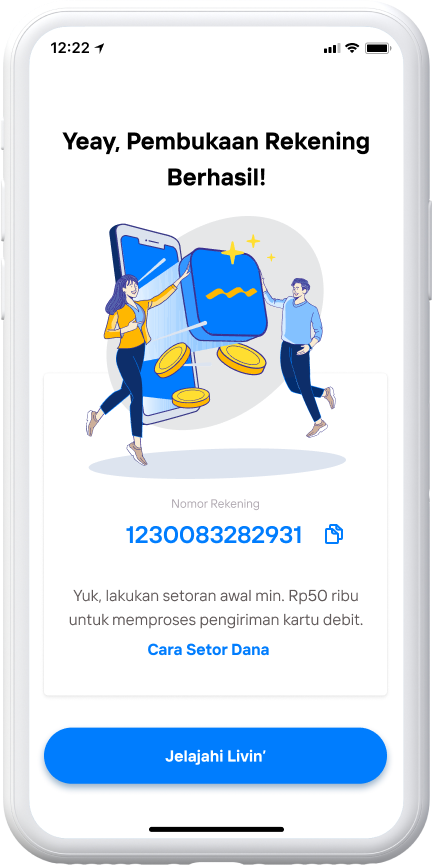 12:22
Yeay, Pembukaan Rekening
Berhasil!
Nomor Rekening
1230083282931
Yuk, lakukan setoran awal min. Rp50 ribu
untuk memproses pengiriman kartu debit.
Cara Setor Dana
Jelajahi Livin’